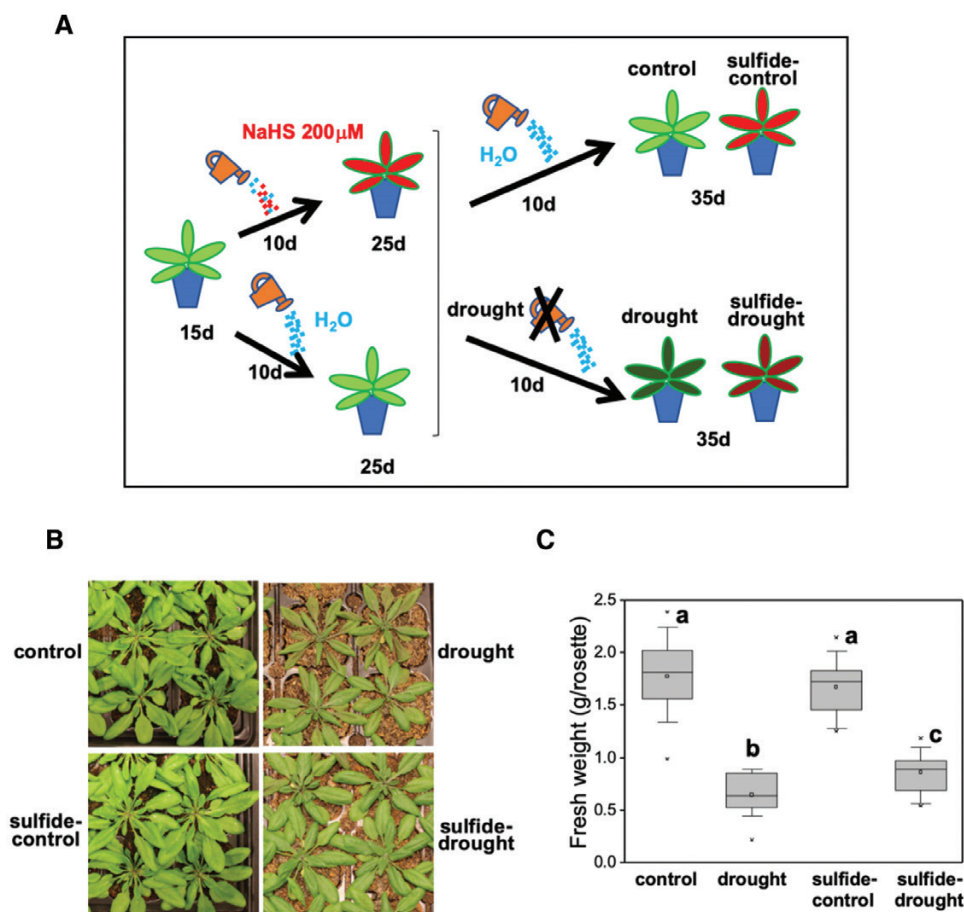 A
control
sulfide-
control
NaHS 200μM
H₂O
10d
10d
35d
25d
15d
H₂O
10d
drought
drought
sulfide-
drought
10d
35d
25d
B
control
drought
sulfide-
control
sulfide-
drought
C
Fresh weight (g/rosette)
2.5
2.0
1.5
1.0
0.5
0.0
a
b
a
c
control
drought
sulfide-
control
sulfide-
drought